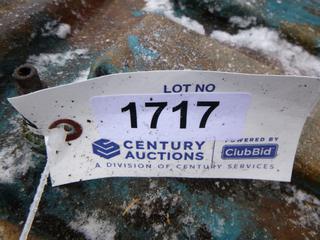 LOT NO
1717
CENTURY AUCTIONS
POWERED BY
ClubBid
A DIVISION OF CENTURY SERVICES